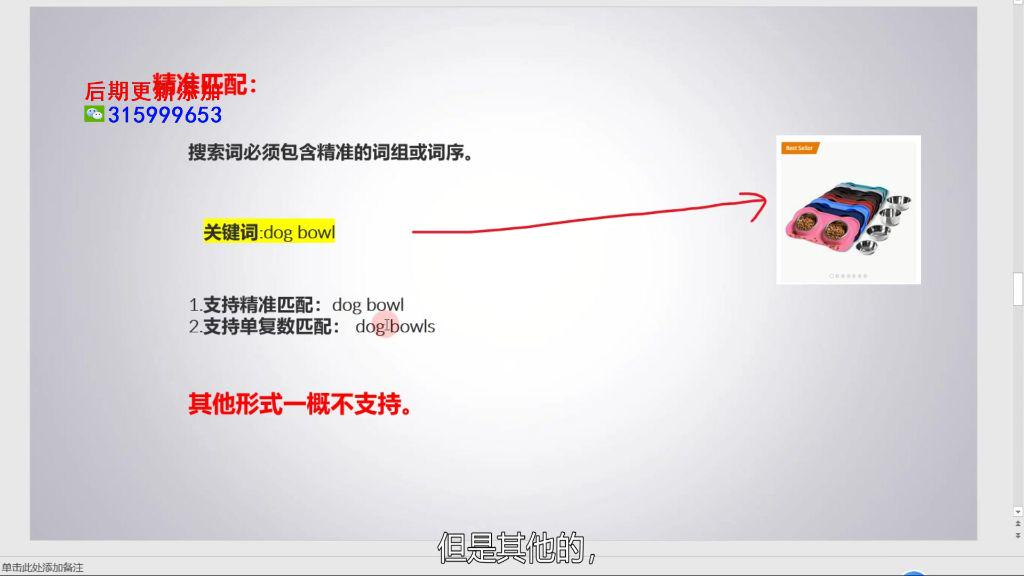 精准匹配：
后期更新添加
315999653
搜索词必须包含精准的词组或词序。
Best Seller
关键词:dog bowl
1.支持精准匹配：dog bowl
2.支持单复数匹配： dog bowls
其他形式一概不支持。
但是其他的,
单击此处添加备注